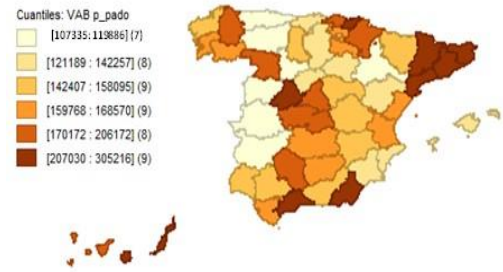 Cuantiles: VAB p_pado
[107335: 119886] (7)
[121189 : 142257] (8)
[142407 : 158095] (9)
[159768 : 168570] (9)
[170172 : 206172] (8)
[207030 : 305216] (9)